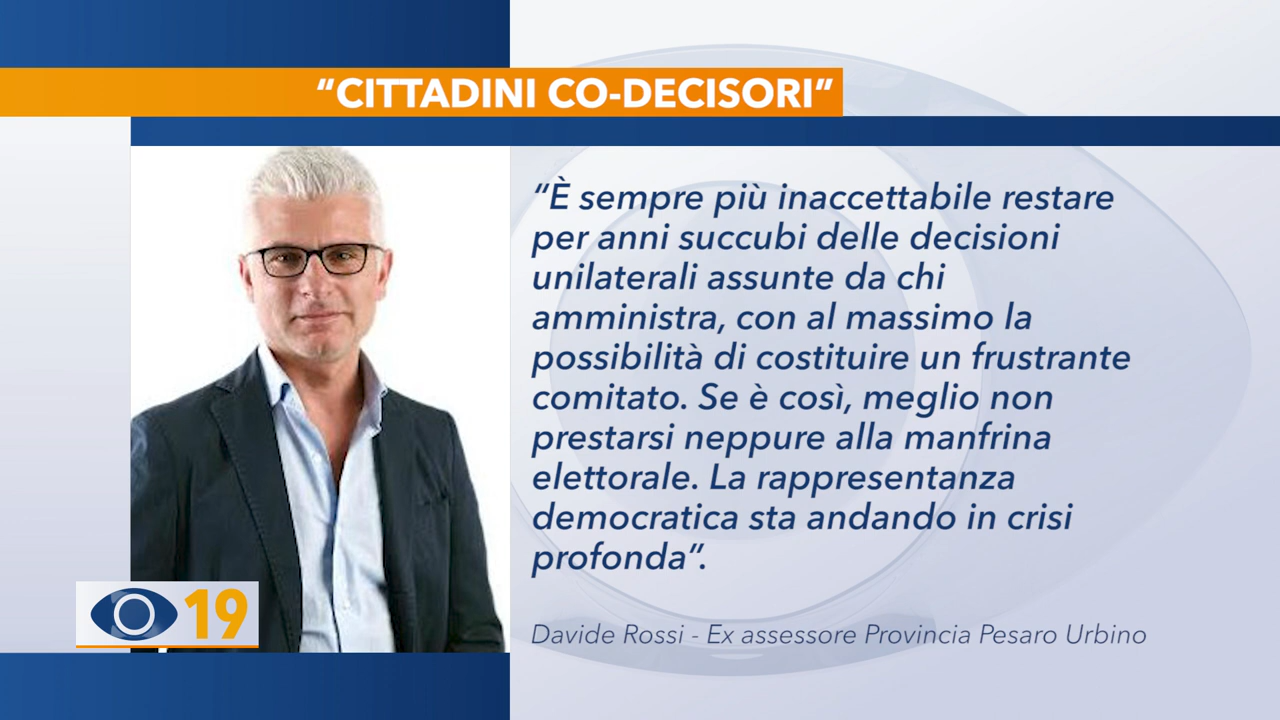 “CITTADINI CO-DECISORI”
“È sempre più inaccettabile restare
per anni succubi delle decisioni
unilaterali assunte da chi
amministra, con al massimo la
possibilità di costituire un frustrante
comitato. Se è così, meglio non
prestarsi neppure alla manfrina
elettorale. La rappresentanza
democratica sta andando in crisi
profonda”.
Davide Rossi - Ex assessore Provincia Pesaro Urbino
19